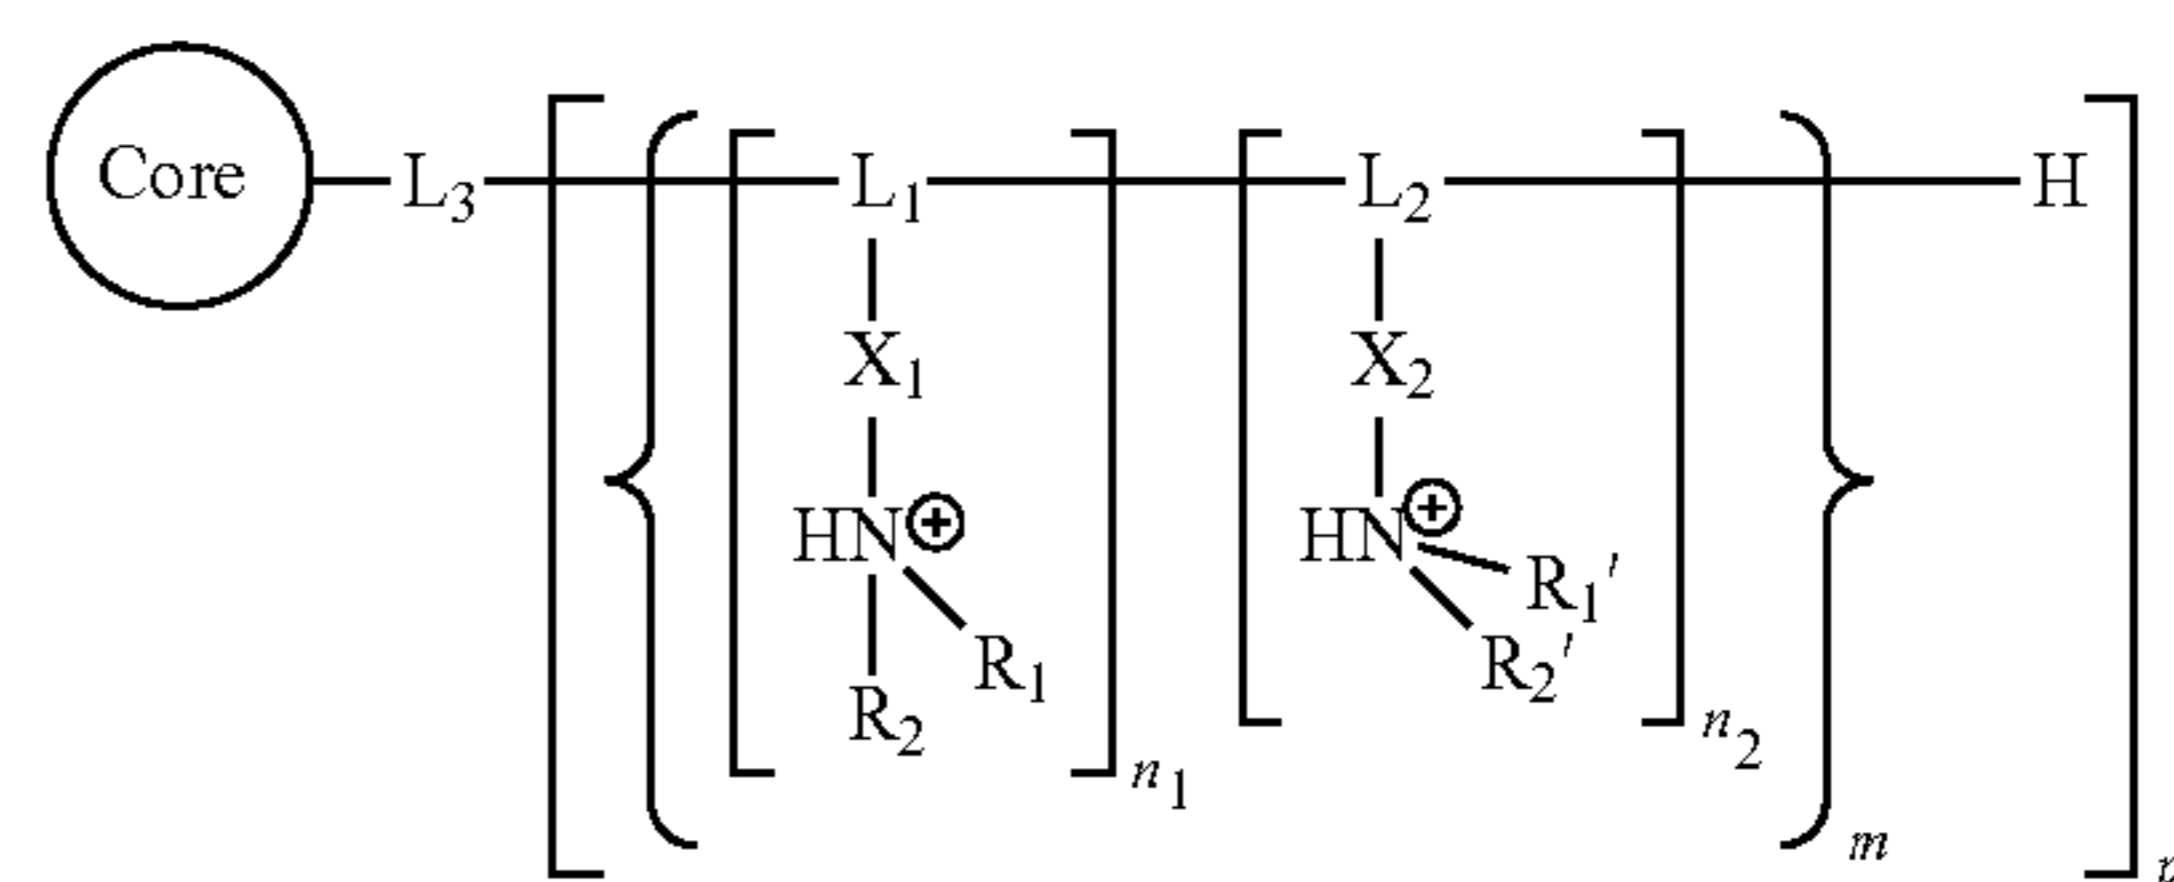 Core L₃ L₁ L₂ H
X₁ X₂
HN⊕ HN⊕
R₁′
R₁ R₂′
R₂ n₂
n₁
m